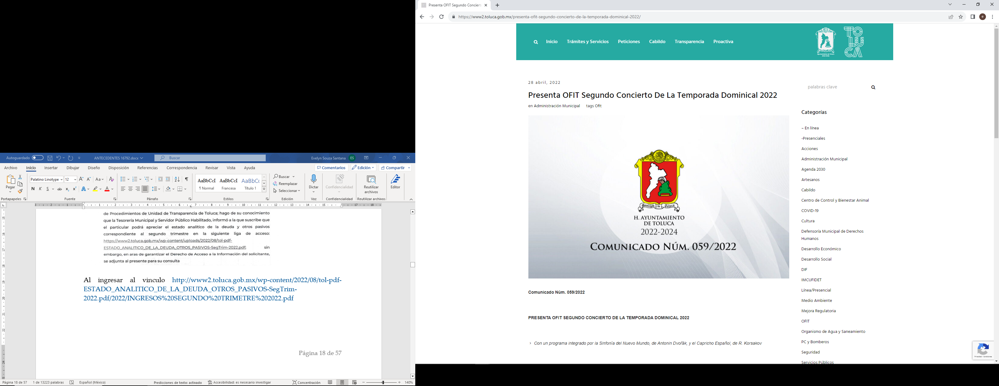 Autoguardado
ANTECEDENTES 16792.docx
Buscar
Evelyn Souza Santana
ES
Archivo Inicio Insertar Dibujar Diseño Disposición Referencias Correspondencia Revisar Vista Ayuda
Comentarios
Edición
Compartir
Pegar
Portapapeles
Palatino Linotype
12
Fuente
Párrafo
AaBbCcI AaBbCcI AaBbCc
¶ Normal Francesa Título 1
Estilos
Buscar
Reemplazar
Seleccionar
Edición
Dictar
Voz
Confidencialidad
Confidencialidad
Reutilizar
archivos
Reutilizar archivos
Editor
de Procedimientos de Unidad de Transparencia de Toluca; hago de su conocimiento
que la Tesorería Municipal y Servidor Público Habilitado, informó a la que suscribe que
el particular podrá apreciar el estado analítico de la deuda y otros pasivos
correspondiente al segundo trimestre en la siguiente liga de acceso:
https://www2.toluca.gob.mx/wp-content/uploads/2022/08/tol-pdf-
ESTADO_ANALITICO_DE_LA_DEUDA_OTROS_PASIVOS-SegTrim-2022.pdf; sin
embargo, en aras de garantizar el Derecho de Acceso a la Información del solicitante,
se adjunta al presente para su consulta
Al ingresar al vinculo http://www2.toluca.gob.mx/wp-content/2022/08/tol-pdf-
ESTADO_ANALITICO_DE_LA_DEUDA_OTROS_PASIVOS-SegTrim-
2022.pdf/2022/INGRESOS%20SEGUNDO%20TRIMETRE%202022.pdf
Página 18 de 57
Página 18 de 57
1 de 13223 palabras
Español (México)
Predicciones de texto: activado
Accesibilidad: es necesario investigar
Concentración
140%
Presenta OFIT Segundo Conciert
https://www2.toluca.gob.mx/presenta-ofit-segundo-concierto-de-la-temporada-dominical-2022/
e
Inicio Trámites y Servicios Peticiones Cabildo Transparencia Proactiva
Ayuntamiento de Toluca
2022-2024
TOLUCA
28 abril, 2022
Presenta OFIT Segundo Concierto De La Temporada Dominical 2022
en Administración Municipal tags Ofit
Municipio de Toluca
H. AYUNTAMIENTO
DE TOLUCA
2022-2024
COMUNICADO NÚM. 059/2022
Comunicado Núm. 059/2022
PRESENTA OFIT SEGUNDO CONCIERTO DE LA TEMPORADA DOMINICAL 2022
Con un programa integrado por la Sinfonía del Nuevo Mundo, de Antonin Dvořák, y el Capricho Español, de R. Korsakov
palabras clave
Categorías
– En línea
-Presenciales
Acciones
Administración Municipal
Agenda 2030
Artesanos
Cabildo
Centro de Control y Bienestar Animal
COVID-19
Cultura
Defensoría Municipal de Derechos
Humanos
Desarrollo Económico
Desarrollo Social
DIF
IMCUFIDET
Línea/Presencial
Medio Ambiente
Mejora Regulatoria
OFIT
Organismo de Agua y Saneamiento
PC y Bomberos
Seguridad
Servicios Públicos
Privacidad - Condiciones